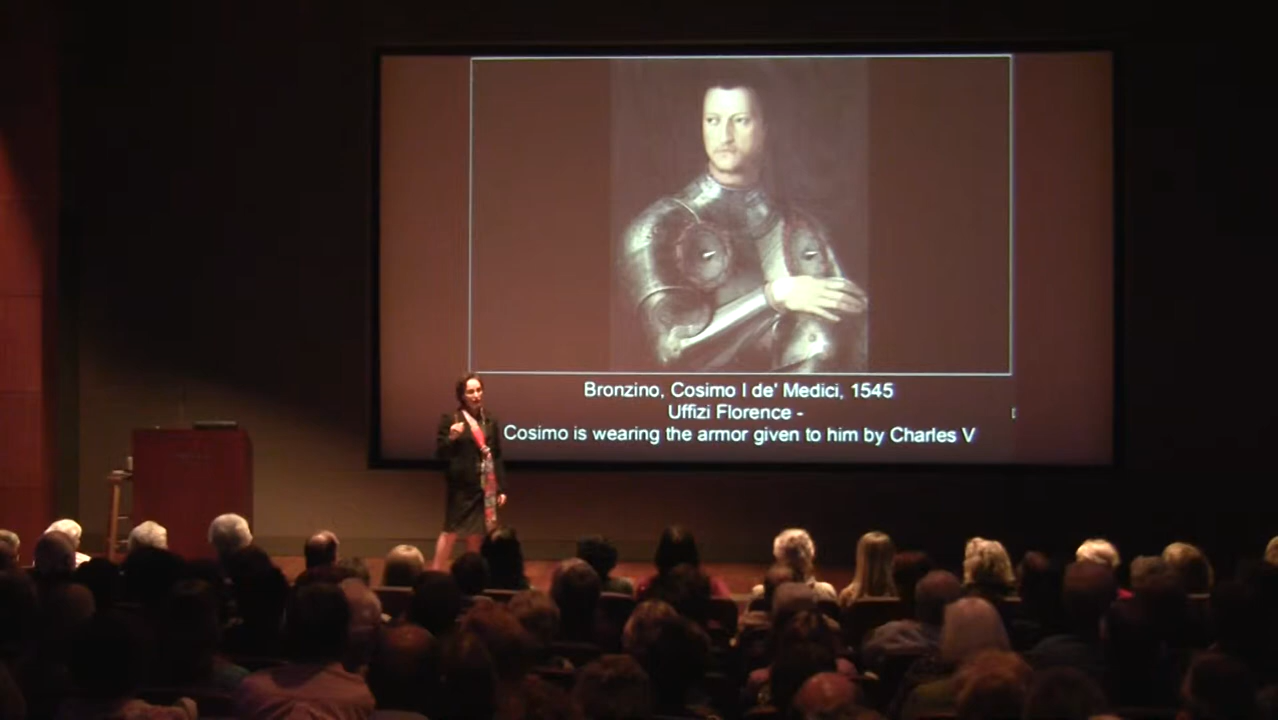 Bronzino, Cosimo I de' Medici, 1545
Uffizi Florence -
Cosimo is wearing the armor given to him by Charles V